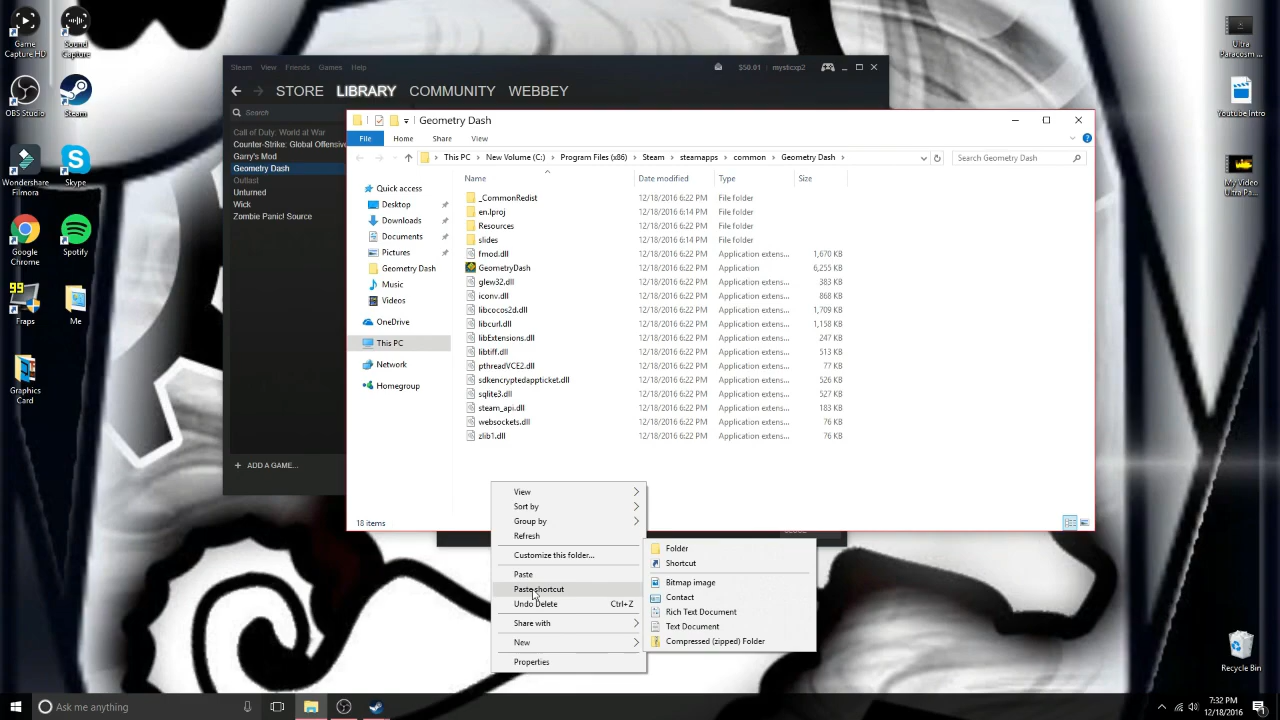 Game Capture HD
Sound Capture
OBS Studio
Steam
Wondershare Filmora
Skype
Google Chrome
Spotify
99
Fraps
Me
Graphics Card
Ultra Paracosm ...
Youtube Intro
My Video Ultra Pa...
Recycle Bin
Steam View Friends Games Help
$50.01 mysticxp2
STORE LIBRARY COMMUNITY WEBBEY
Search
Call of Duty: World at War
Counter-Strike: Global Offensive
Garry's Mod
Geometry Dash
Outlast
Unturned
Wick
Zombie Panic! Source
+ ADD A GAME...
Geometry Dash
File Home Share View
This PC > New Volume (C:) > Program Files (x86) > Steam > steamapps > common > Geometry Dash >
Search Geometry Dash
Quick access
Desktop
Downloads
Documents
Pictures
Geometry Dash
Music
Videos
OneDrive
This PC
Network
Homegroup
Name Date modified Type Size
_CommonRedist 12/18/2016 6:22 PM File folder
en.lproj 12/18/2016 6:14 PM File folder
Resources 12/18/2016 6:22 PM File folder
slides 12/18/2016 6:14 PM File folder
fmod.dll 12/18/2016 6:22 PM Application extens... 1,670 KB
GeometryDash 12/18/2016 6:22 PM Application 6,255 KB
glew32.dll 12/18/2016 6:22 PM Application extens... 383 KB
iconv.dll 12/18/2016 6:22 PM Application extens... 868 KB
libcocos2d.dll 12/18/2016 6:22 PM Application extens... 1,709 KB
libcurl.dll 12/18/2016 6:22 PM Application extens... 1,158 KB
libExtensions.dll 12/18/2016 6:22 PM Application extens... 247 KB
libtiff.dll 12/18/2016 6:22 PM Application extens... 513 KB
pthreadVCE2.dll 12/18/2016 6:22 PM Application extens... 77 KB
sdkencryptedappticket.dll 12/18/2016 6:22 PM Application extens... 526 KB
sqlite3.dll 12/18/2016 6:22 PM Application extens... 527 KB
steam_api.dll 12/18/2016 6:22 PM Application extens... 183 KB
websockets.dll 12/18/2016 6:22 PM Application extens... 76 KB
zlib1.dll 12/18/2016 6:22 PM Application extens... 76 KB
18 items
View
Sort by
Group by
Refresh
Customize this folder...
Paste
Paste shortcut
Undo Delete Ctrl+Z
Share with
New
Properties
Folder
Shortcut
Bitmap image
Contact
Rich Text Document
Text Document
Compressed (zipped) Folder
Ask me anything
7:32 PM
12/18/2016